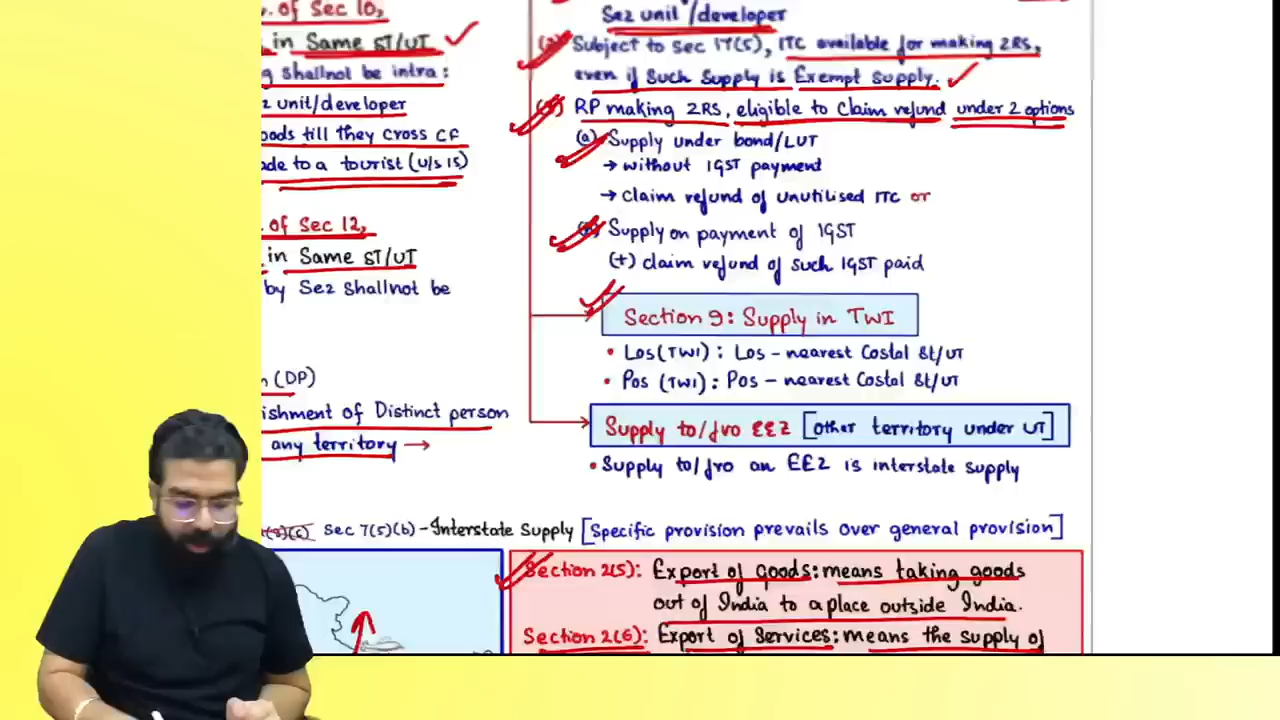 . of Sec 10,
in Same ST/UT
g shall not be intra:
z unit/developer
oods till they cross CF
ade to a tourist (u/s 15)
of Sec 12,
in Same ST/UT
by SEZ shall not be
n (DP)
ishment of Distinct person
any territory →
SEZ unit/developer
Subject to Sec 17(5), ITC available for making ZRS,
even if Such Supply is Exempt supply.
RP making ZRS, eligible to claim refund under 2 options
(a) Supply under bond/LUT
→ without IGST payment
→ claim refund of unutilised ITC or
Supply on payment of IGST
(+) claim refund of such IGST paid
Section 9: Supply in TWI
• Los (TWI) : Los - nearest Costal St/UT
• Pos (TWI) : Pos - nearest Costal St/UT
Supply to/fro EEZ [other territory under UT]
• Supply to/fro an EEZ is interstate supply
Sec 7(5)(b) - Interstate Supply [Specific provision prevails over general provision]
Section 2(5): Export of Goods: means taking goods
out of India to a place outside India.
Section 2(6): Export of Services: means the supply of